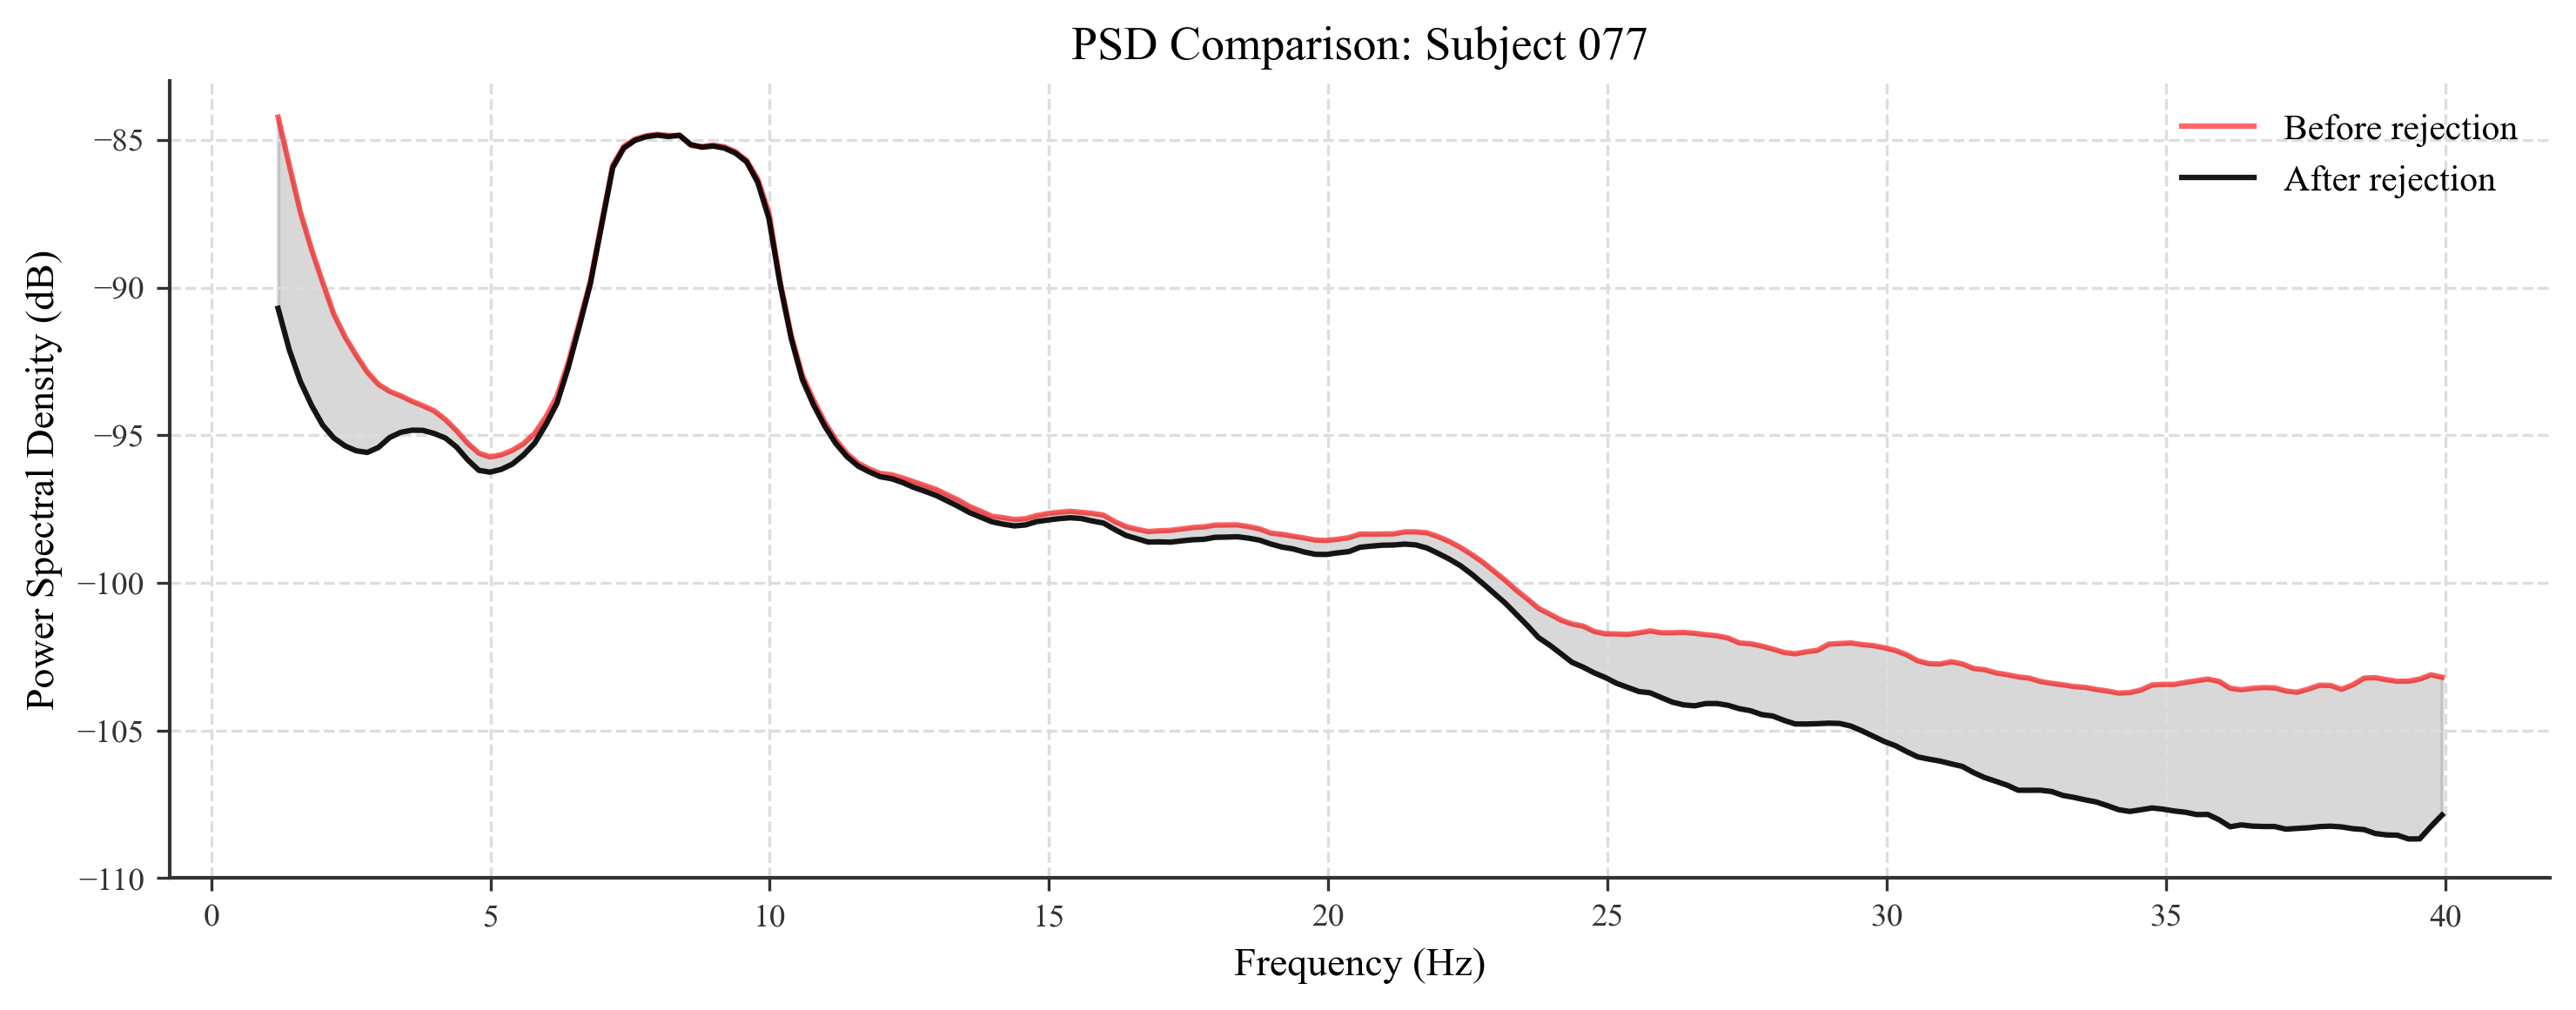 PSD Comparison: Subject 077
Before rejection
After rejection
Power Spectral Density (dB)
−85
−90
−95
−100
−105
−110
0 5 10 15 20 25 30 35 40
Frequency (Hz)